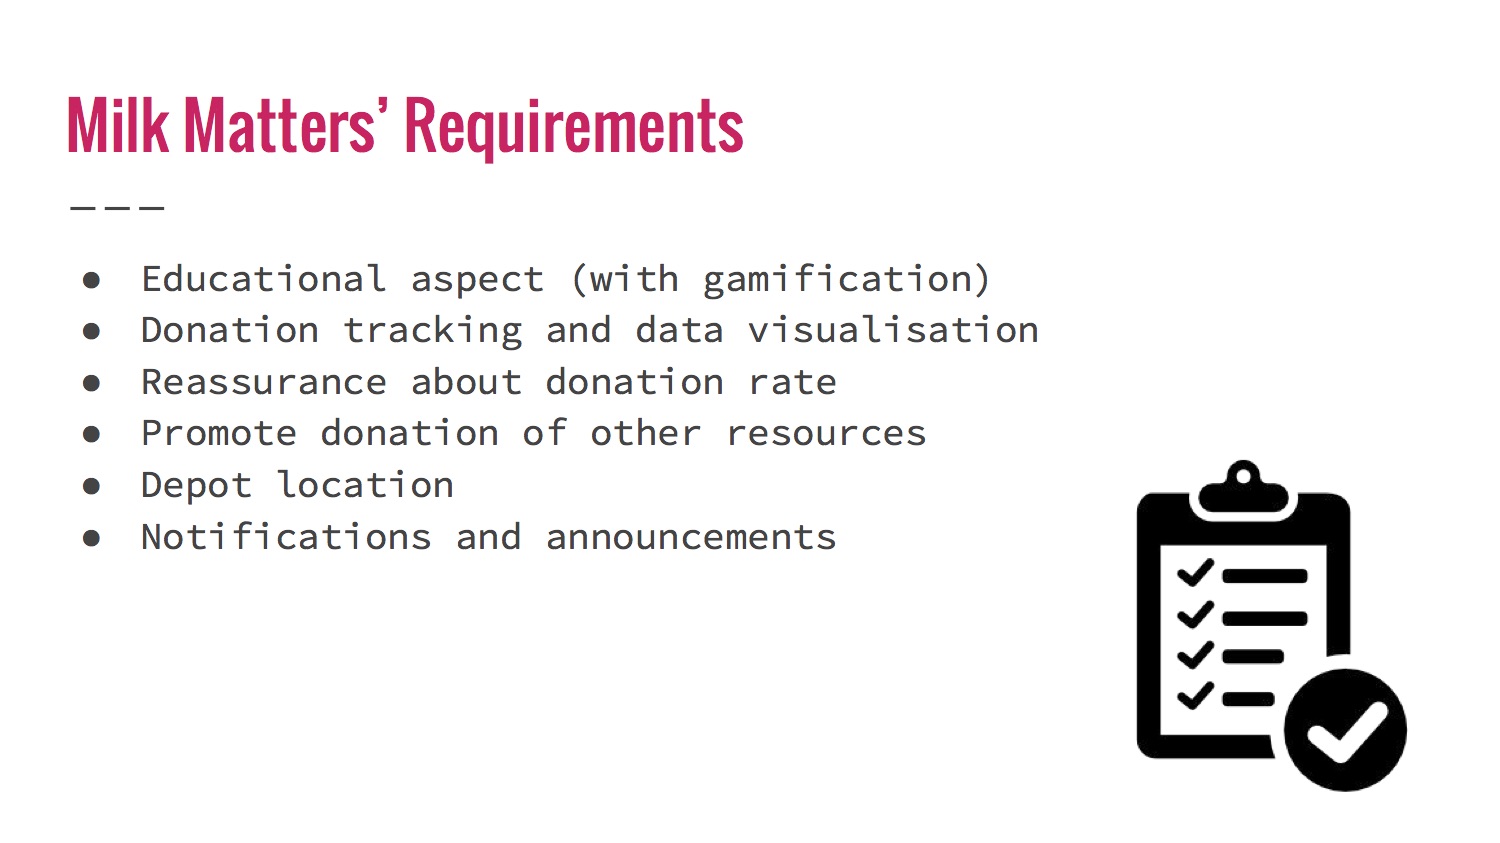 Milk Matters’ Requirements
● Educational aspect (with gamification)
● Donation tracking and data visualisation
● Reassurance about donation rate
● Promote donation of other resources
● Depot location
● Notifications and announcements